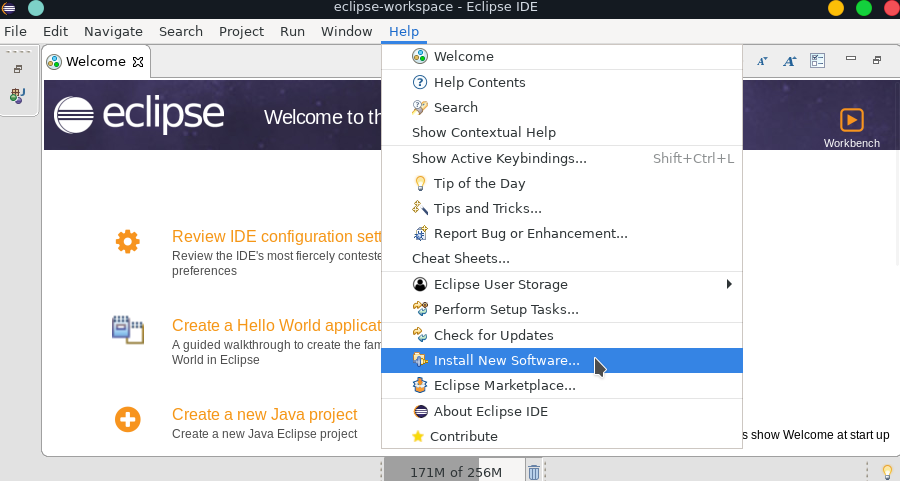 eclipse-workspace - Eclipse IDE
File Edit Navigate Search Project Run Window Help
Welcome
Welcome
Help Contents
Search
Show Contextual Help
Show Active Keybindings... Shift+Ctrl+L
Tip of the Day
Tips and Tricks...
Report Bug or Enhancement...
Cheat Sheets...
Eclipse User Storage
Perform Setup Tasks...
Check for Updates
Install New Software...
Eclipse Marketplace...
About Eclipse IDE
Contribute
eclipse
Welcome to th
Workbench
Review IDE configuration sett
Review the IDE's most fiercely conteste
preferences
Create a Hello World applicat
A guided walkthrough to create the fam
World in Eclipse
Create a new Java project
Create a new Java Eclipse project
s show Welcome at start up
171M of 256M